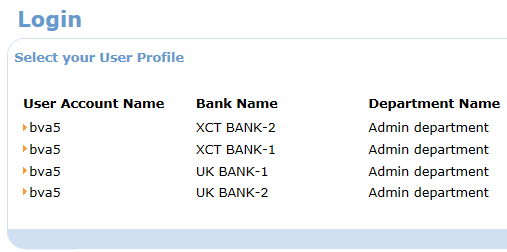 Login
Select your User Profile
User Account Name Bank Name Department Name
bva5 XCT BANK-2 Admin department
bva5 XCT BANK-1 Admin department
bva5 UK BANK-1 Admin department
bva5 UK BANK-2 Admin department